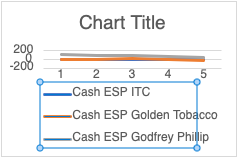 Chart Title
200
0
-200
1 2 3 4 5
Cash ESP ITC
Cash ESP Golden Tobacco
Cash ESP Godfrey Phillip